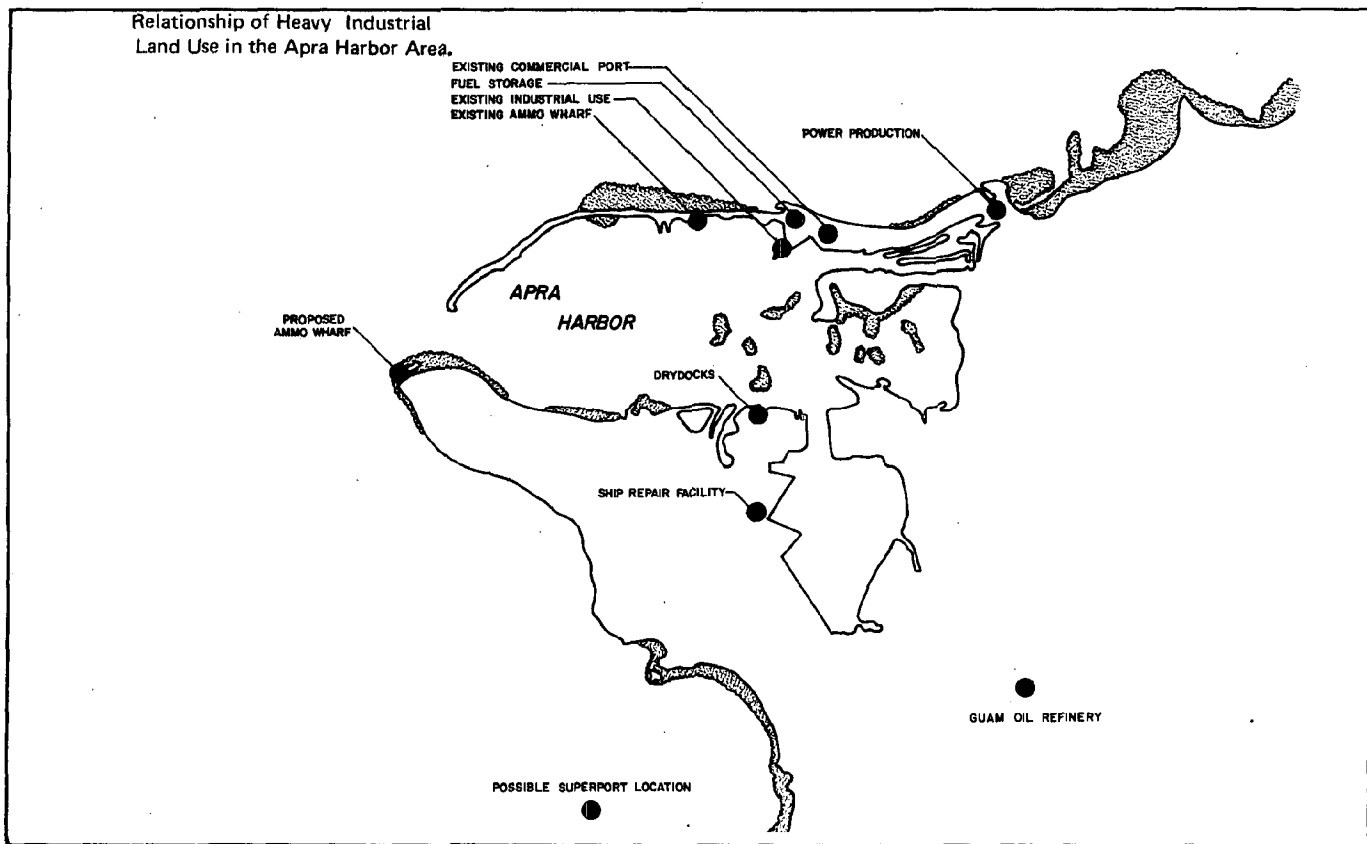 Relationship of Heavy Industrial
Land Use in the Apra Harbor Area.
EXISTING COMMERCIAL PORT
FUEL STORAGE
EXISTING INDUSTRIAL USE
EXISTING AMMO WHARF
POWER PRODUCTION
APRA
HARBOR
PROPOSED
AMMO WHARF
DRYDOCKS
SHIP REPAIR FACILITY
GUAM OIL REFINERY
POSSIBLE SUPERPORT LOCATION